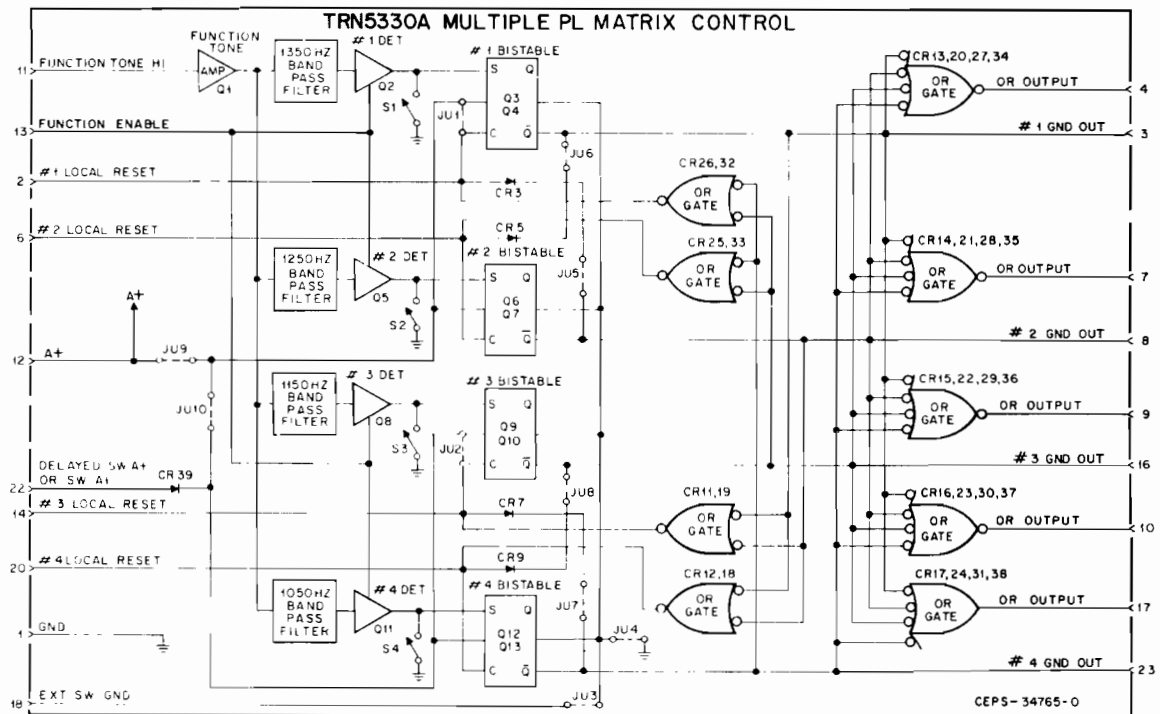 TRN5330A MULTIPLE PL MATRIX CONTROL
FUNCTION TONE
AMP
Q1
11 FUNCTION TONE HI
1350HZ BAND PASS FILTER
#1 DET
Q2
S1
#1 BISTABLE
S Q
Q3
Q4
C Q̅
JU1
JU6
CR13,20,27,34
OR GATE
OR OUTPUT 4
13 FUNCTION ENABLE
#1 GND OUT 3
2 #1 LOCAL RESET
CR3
CR26,32
OR GATE
6 #2 LOCAL RESET
CR5
CR25,33
OR GATE
1250HZ BAND PASS FILTER
#2 DET
Q5
S2
#2 BISTABLE
S Q
Q6
Q7
C Q̅
JU5
CR14,21,28,35
OR GATE
OR OUTPUT 7
#2 GND OUT 8
A+
12 A+
JU9
JU10
1150HZ BAND PASS FILTER
#3 DET
Q8
S3
#3 BISTABLE
S Q
Q9
Q10
C Q̅
JU2
JU8
CR15,22,29,36
OR GATE
OR OUTPUT 9
#3 GND OUT 16
DELAYED SW A+
OR SW A+
22
CR39
14 #3 LOCAL RESET
CR7
CR11,19
OR GATE
CR16,23,30,37
OR GATE
OR OUTPUT 10
20 #4 LOCAL RESET
CR9
CR12,18
OR GATE
1050HZ BAND PASS FILTER
#4 DET
Q11
S4
#4 BISTABLE
S Q
Q12
Q13
C Q̅
JU7
JU4
CR17,24,31,38
OR GATE
OR OUTPUT 17
1 GND
#4 GND OUT 23
18 EXT SW GND
JU3
CEPS-34765-O